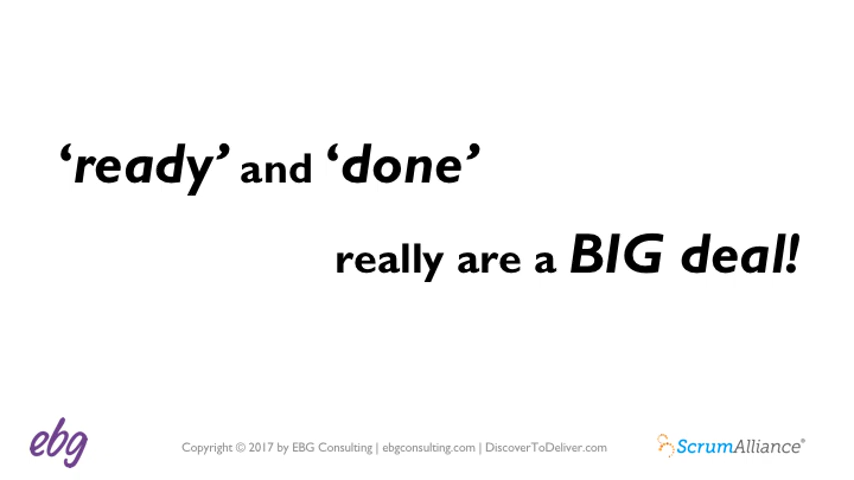 ‘ready’ and ‘done’
really are a BIG deal!
ebg
Copyright © 2017 by EBG Consulting | ebgconsulting.com | DiscoverToDeliver.com
ScrumAlliance®